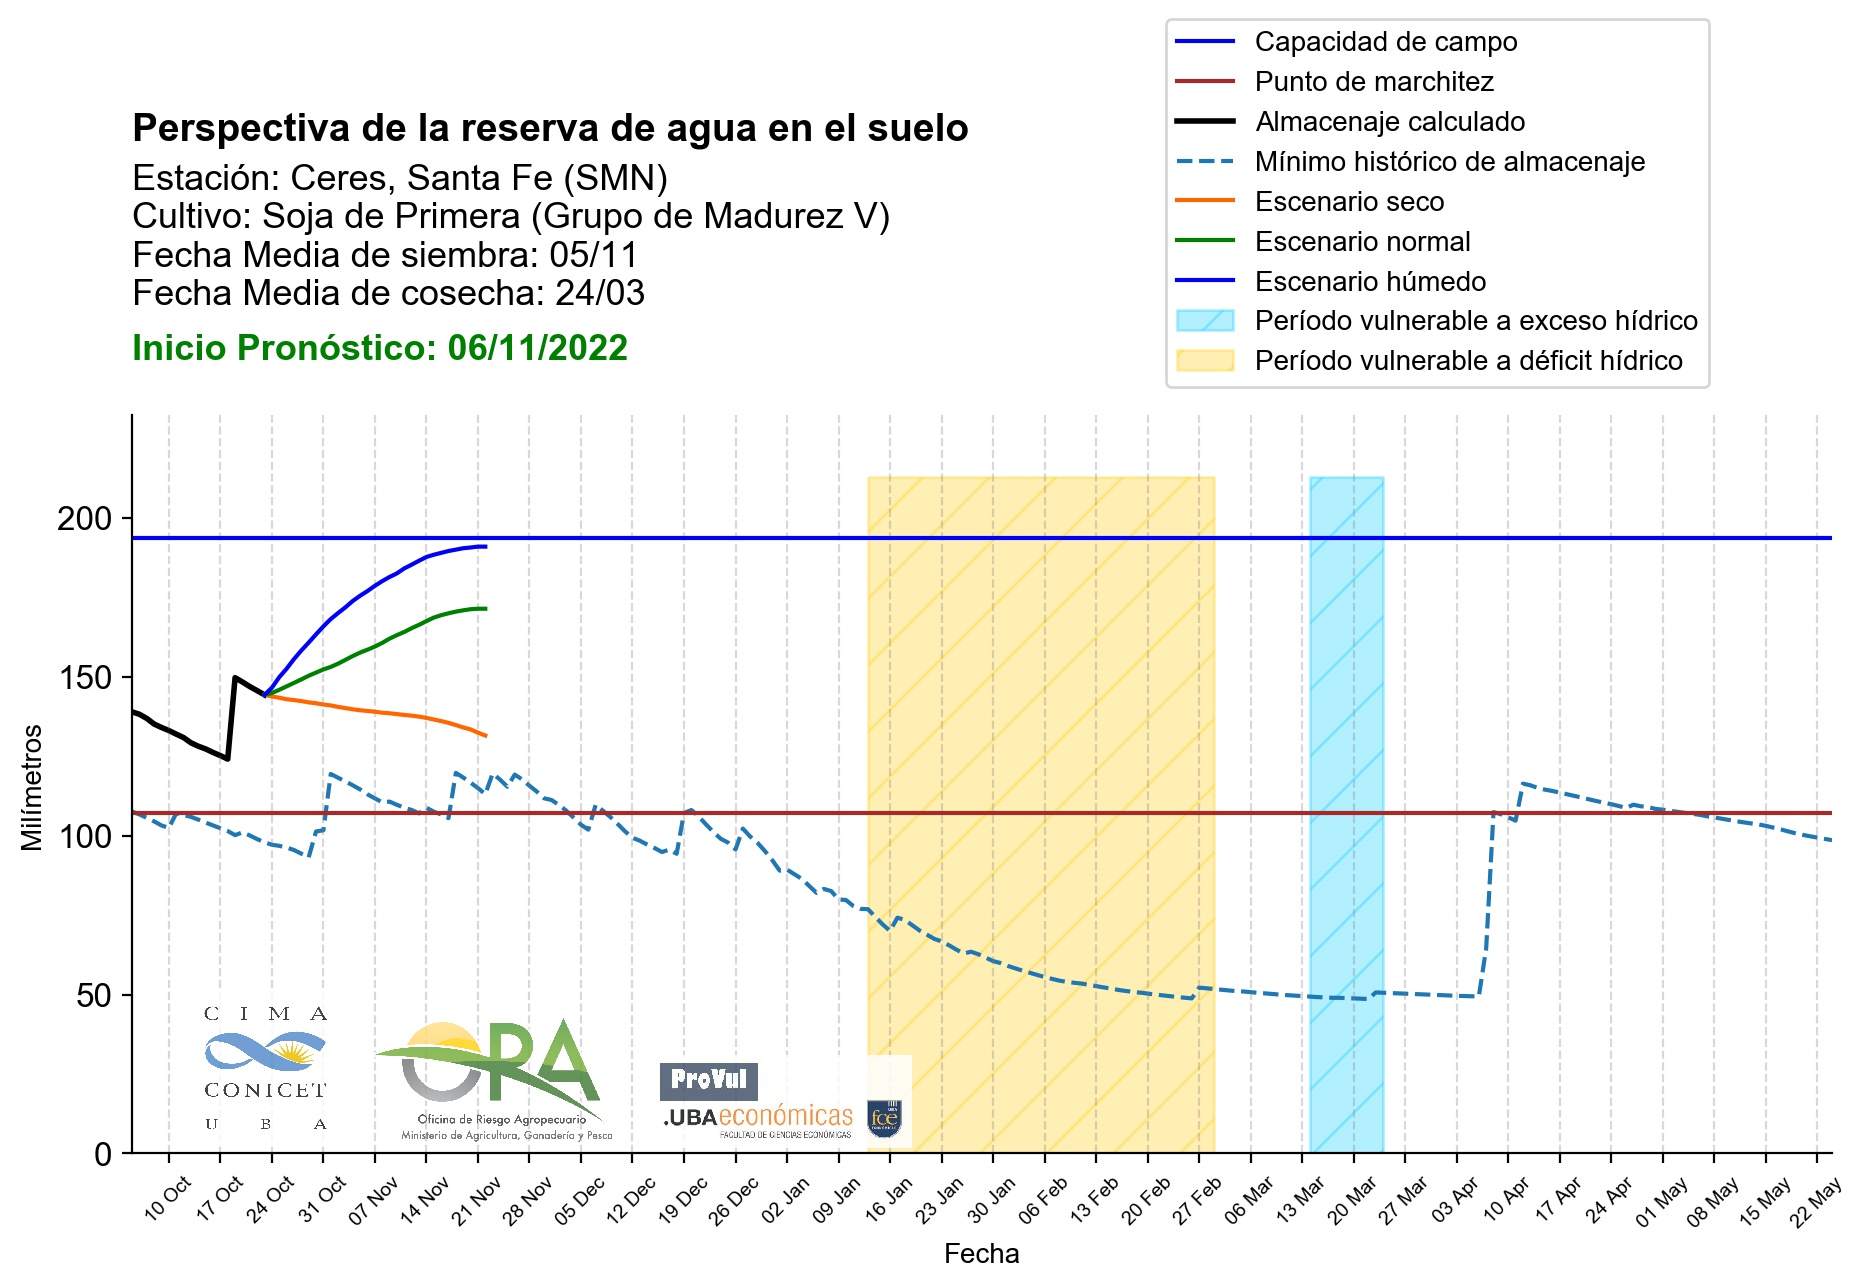 Capacidad de campo
Punto de marchitez
Almacenaje calculado
Mínimo histórico de almacenaje
Escenario seco
Escenario normal
Escenario húmedo
Período vulnerable a exceso hídrico
Período vulnerable a déficit hídrico
Perspectiva de la reserva de agua en el suelo
Estación: Ceres, Santa Fe (SMN)
Cultivo: Soja de Primera (Grupo de Madurez V)
Fecha Media de siembra: 05/11
Fecha Media de cosecha: 24/03
Inicio Pronóstico: 06/11/2022
Milímetros
200
150
100
50
0
C I M A
CONICET
U B A
ORA
Oficina de Riesgo Agropecuario
Ministerio de Agricultura, Ganadería y Pesca
ProVul
.UBAeconómicas
FACULTAD DE CIENCIAS ECONÓMICAS
UBA
fce
ECONÓMICAS
10 Oct
17 Oct
24 Oct
31 Oct
07 Nov
14 Nov
21 Nov
28 Nov
05 Dec
12 Dec
19 Dec
26 Dec
02 Jan
09 Jan
16 Jan
23 Jan
30 Jan
06 Feb
13 Feb
20 Feb
27 Feb
06 Mar
13 Mar
20 Mar
27 Mar
03 Apr
10 Apr
17 Apr
24 Apr
01 May
08 May
15 May
22 May
Fecha